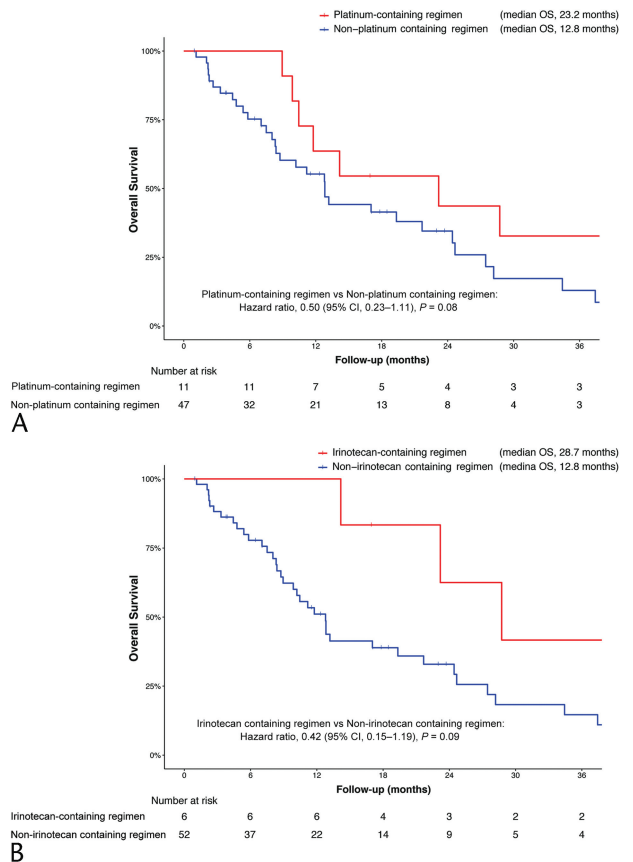 Platinum-containing regimen (median OS, 23.2 months)
Non–platinum containing regimen (median OS, 12.8 months)
100%
75%
50%
25%
0%
Overall Survival
Platinum-containing regimen vs Non-platinum containing regimen:
Hazard ratio, 0.50 (95% CI, 0.23–1.11), P = 0.08
0 6 12 18 24 30 36
Follow-up (months)
Number at risk
Platinum-containing regimen 11 11 7 5 4 3 3
Non-platinum containing regimen 47 32 21 13 8 4 3
A
Irinotecan-containing regimen (median OS, 28.7 months)
Non–irinotecan containing regimen (medina OS, 12.8 months)
100%
75%
50%
25%
0%
Overall Survival
Irinotecan containing regimen vs Non-irinotecan containing regimen:
Hazard ratio, 0.42 (95% CI, 0.15–1.19), P = 0.09
0 6 12 18 24 30 36
Follow-up (months)
Number at risk
Irinotecan-containing regimen 6 6 6 4 3 2 2
Non-irinotecan containing regimen 52 37 22 14 9 5 4
B